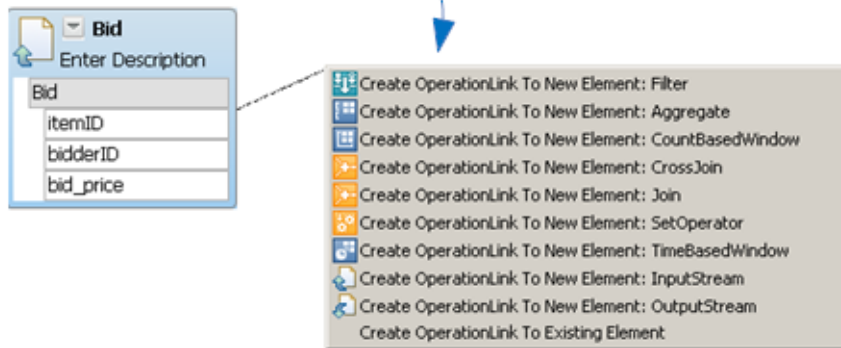 Bid
Enter Description
Bid
itemID
bidderID
bid_price
Create OperationLink To New Element: Filter
Create OperationLink To New Element: Aggregate
Create OperationLink To New Element: CountBasedWindow
Create OperationLink To New Element: CrossJoin
Create OperationLink To New Element: Join
Create OperationLink To New Element: SetOperator
Create OperationLink To New Element: TimeBasedWindow
Create OperationLink To New Element: InputStream
Create OperationLink To New Element: OutputStream
Create OperationLink To Existing Element